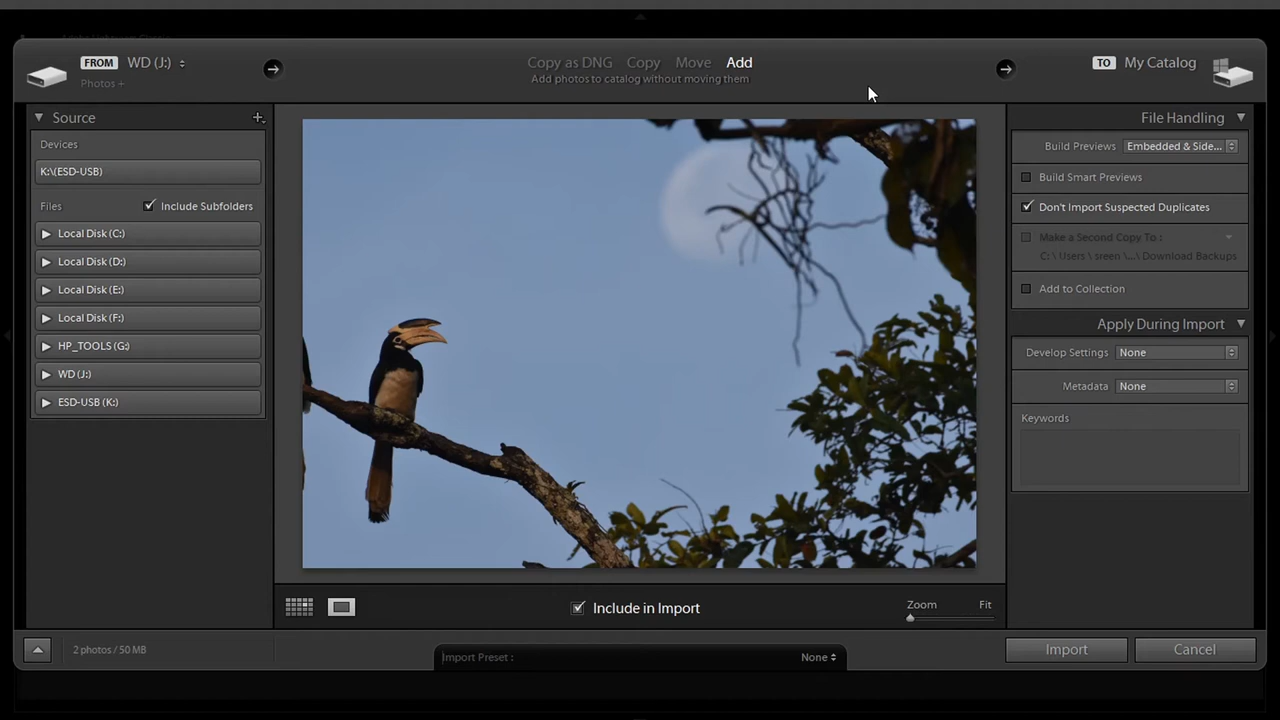 FROM WD (J:)
Photos +
Copy as DNG Copy Move Add
Add photos to catalog without moving them
TO My Catalog
Source
Devices
K:\(ESD-USB)
Files Include Subfolders
Local Disk (C:)
Local Disk (D:)
Local Disk (E:)
Local Disk (F:)
HP_TOOLS (G:)
WD (J:)
ESD-USB (K:)
File Handling
Build Previews Embedded & Side...
Build Smart Previews
Don't Import Suspected Duplicates
Make a Second Copy To :
C: \ Users \ sreen \...\ Download Backups
Add to Collection
Apply During Import
Develop Settings None
Metadata None
Keywords
Include in Import
Zoom Fit
2 photos / 50 MB
Import Preset : None
Import Cancel